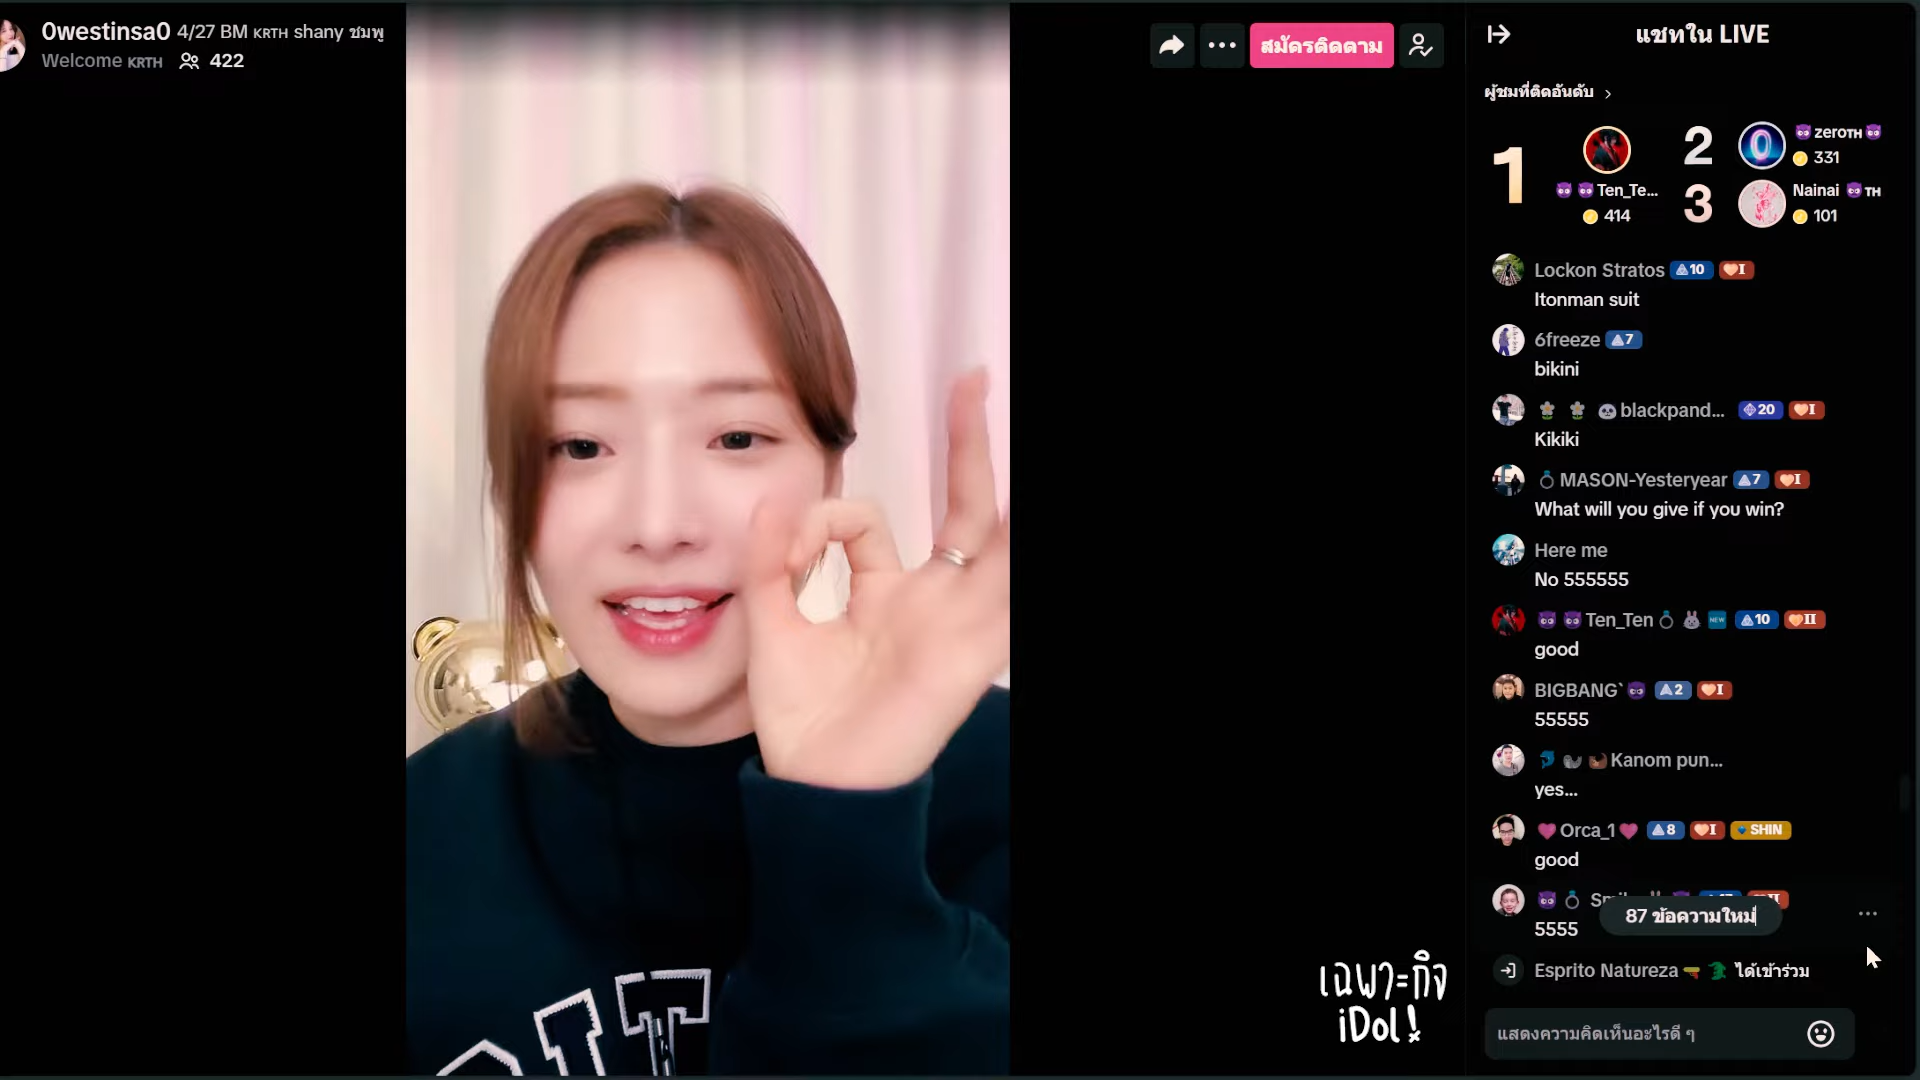 0westinsa0 4/27 BM KRTH shany ชมพู
Welcome KRTH 422
สมัครติดตาม
แชทใน LIVE
ผู้ชมที่ติดอันดับ
1
Ten_Te...
414
2
0
zeroTH
331
3
Nainai TH
101
Lockon Stratos 10 I
Itonman suit
6freeze 7
bikini
blackpand... 20 I
Kikiki
MASON-Yesteryear 7 I
What will you give if you win?
Here me
No 555555
Ten_Ten NEW 10 II
good
BIGBANG` 2 I
55555
Kanom pun...
yes...
Orca_1 8 I SHIN
good
5555
87 ข้อความใหม่
Esprito Natureza ได้เข้าร่วม
แสดงความคิดเห็นอะไรดี ๆ
เฉพาะกิจ
iDol!